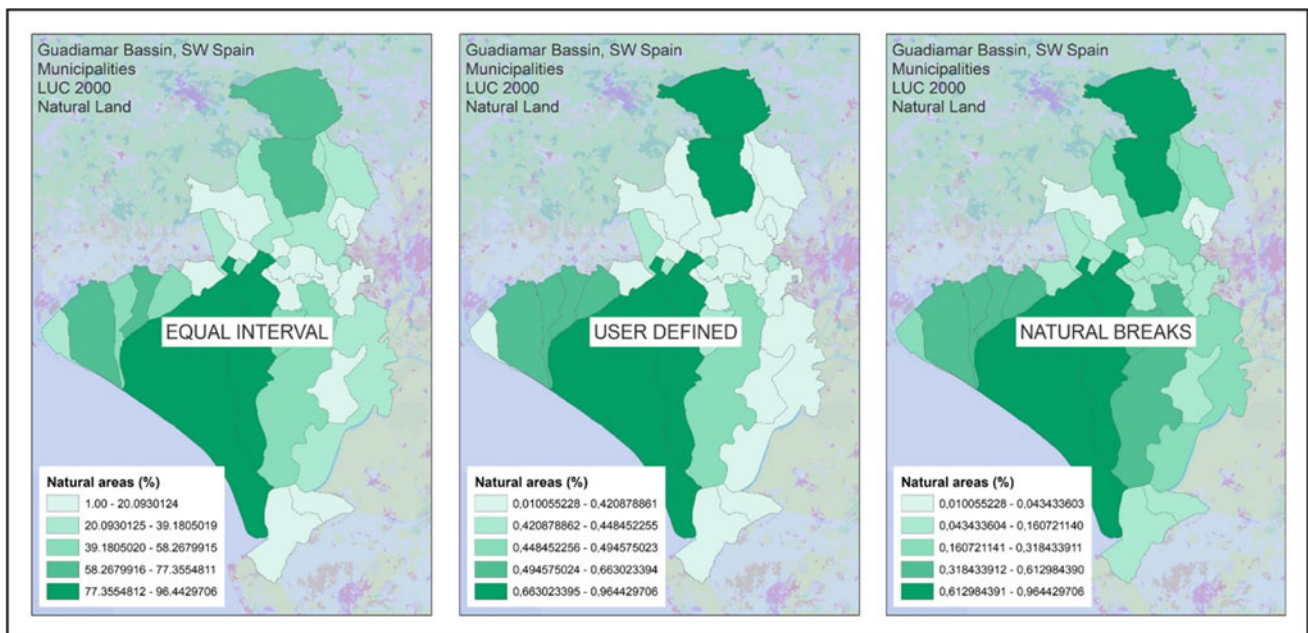 Guadiamar Bassin, SW Spain
Municipalities
LUC 2000
Natural Land
EQUAL INTERVAL
Natural areas (%)
1.00 - 20.0930124
20.0930125 - 39.1805019
39.1805020 - 58.2679915
58.2679916 - 77.3554811
77.3554812 - 96.4429706
Guadiamar Bassin, SW Spain
Municipalities
LUC 2000
Natural Land
USER DEFINED
Natural areas (%)
0,010055228 - 0,420878861
0,420878862 - 0,448452255
0,448452256 - 0,494575023
0,494575024 - 0,663023394
0,663023395 - 0,964429706
Guadiamar Bassin, SW Spain
Municipalities
LUC 2000
Natural Land
NATURAL BREAKS
Natural areas (%)
0,010055228 - 0,043433603
0,043433604 - 0,160721140
0,160721141 - 0,318433911
0,318433912 - 0,612984390
0,612984391 - 0,964429706